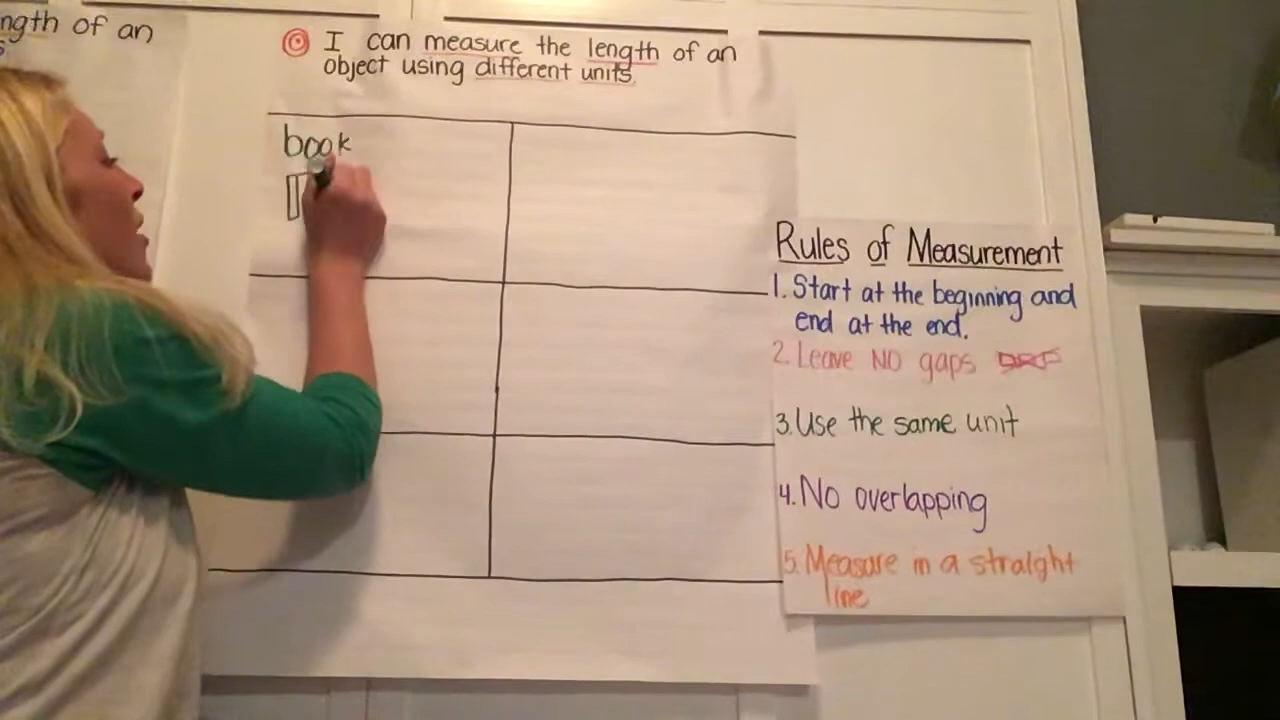 ngth of an
s
I can measure the length of an
object using different units.
book
Rules of Measurement
1. Start at the beginning and
end at the end.
2. Leave NO gaps
3. Use the same unit
4. No overlapping
5. Measure in a straight
line